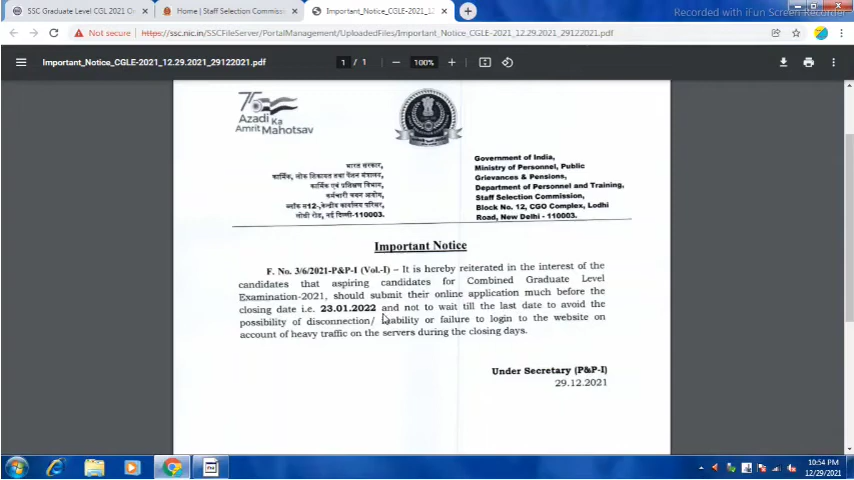 SSC Graduate Level CGL 2021 On
Home | Staff Selection Commissio
Important_Notice_CGLE-2021_12.
Recorded with iFun Screen Recorder
Not secure
https://ssc.nic.in/SSCFileServer/PortalManagement/UploadedFiles/Important_Notice_CGLE-2021_12.29.2021_29122021.pdf
Important_Notice_CGLE-2021_12.29.2021_29122021.pdf
1 / 1
100%
75
Azadi Ka
Amrit Mahotsav
भारत सरकार,
कार्मिक, लोक शिकायत तथा पेंशन मंत्रालय,
कार्मिक एवं प्रशिक्षण विभाग,
कर्मचारी चयन आयोग,
ब्लॉक सं12-,केन्द्रीय कार्यालय परिसर,
लोधी रोड, नई दिल्ली-110003.
Government of India,
Ministry of Personnel, Public
Grievances & Pensions,
Department of Personnel and Training,
Staff Selection Commission,
Block No. 12, CGO Complex, Lodhi
Road, New Delhi - 110003.
Important Notice
F. No. 3/6/2021-P&P-I (Vol.-I) – It is hereby reiterated in the interest of the
candidates that aspiring candidates for Combined Graduate Level
Examination-2021, should submit their online application much before the
closing date i.e. 23.01.2022 and not to wait till the last date to avoid the
possibility of disconnection/ inability or failure to login to the website on
account of heavy traffic on the servers during the closing days.
Under Secretary (P&P-I)
29.12.2021
10:54 PM
12/29/2021